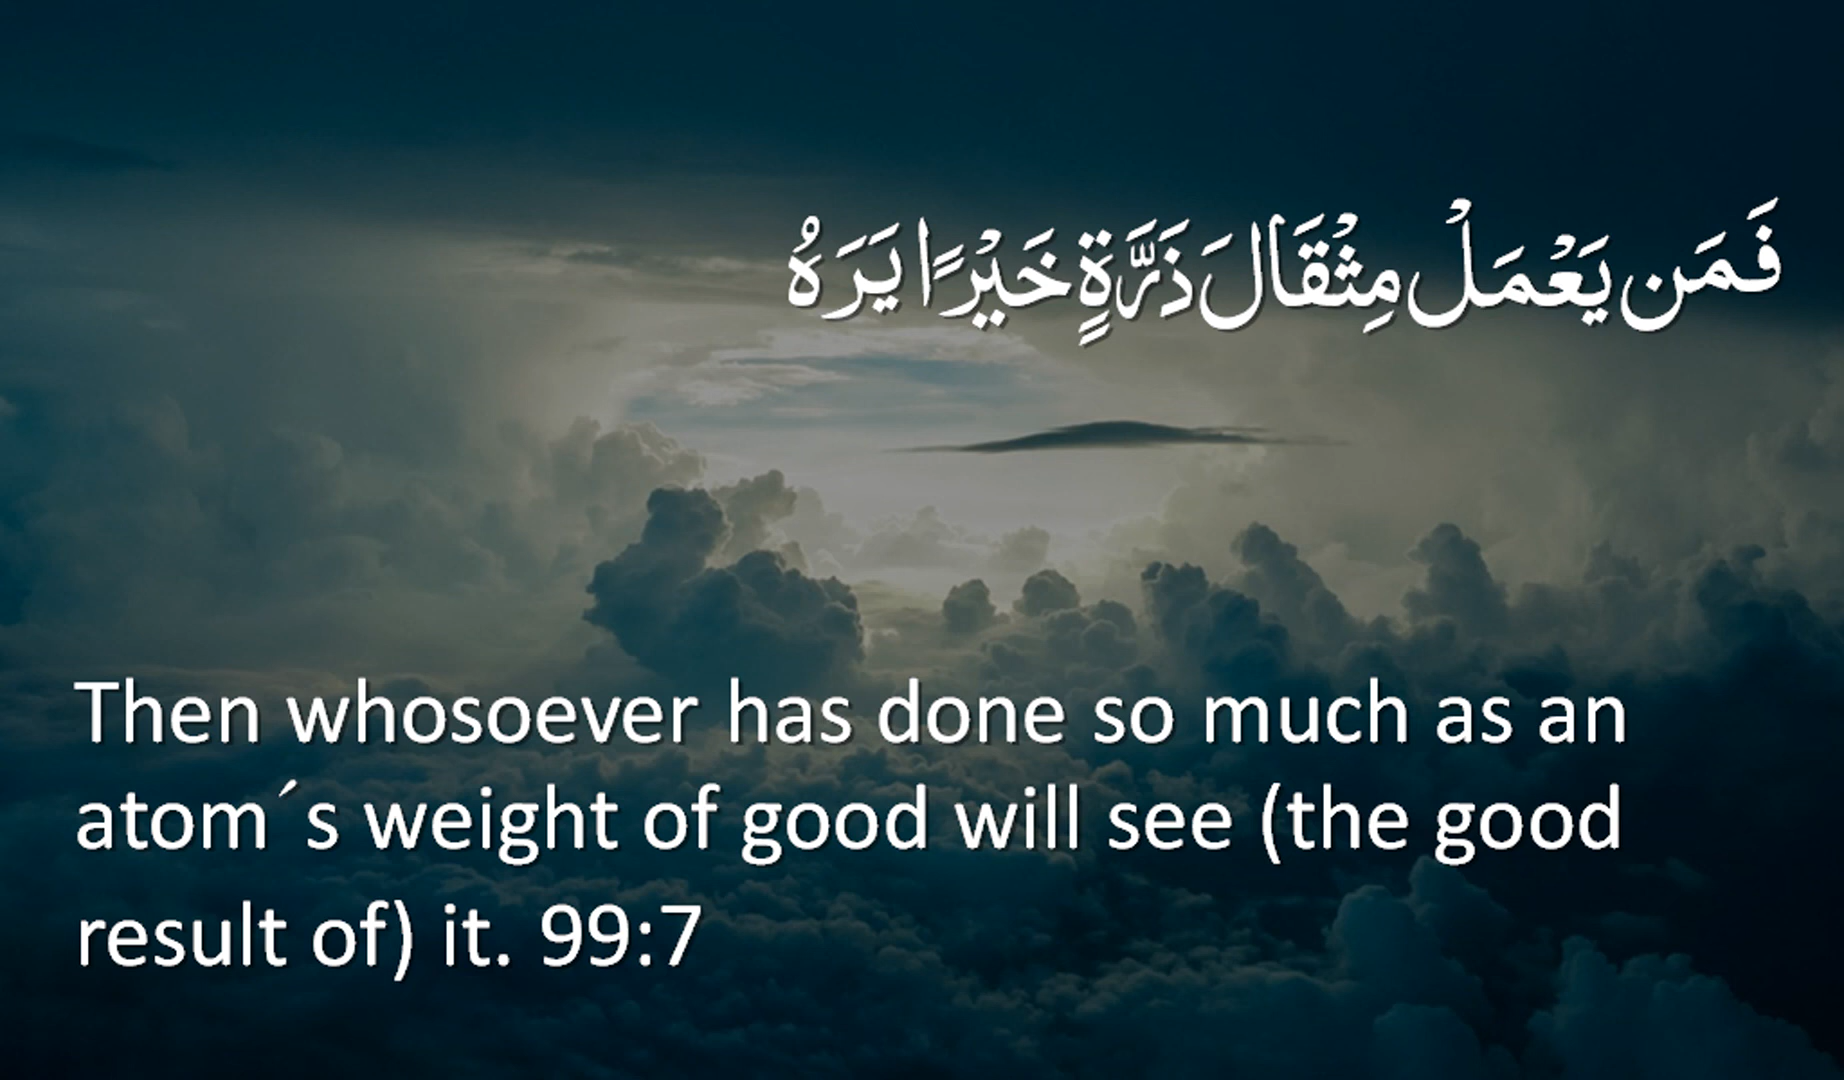 فَمَن يَعْمَلْ مِثْقَالَ ذَرَّةٍ خَيْرًا يَرَهُ
Then whosoever has done so much as an
atom´s weight of good will see (the good
result of) it. 99:7